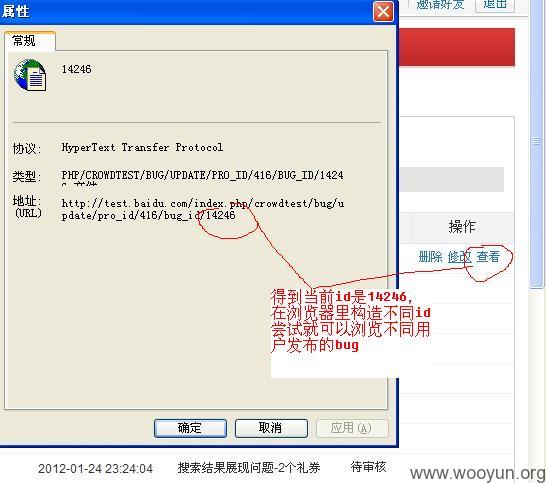 属性
邀请好友
退出
常规
14246
协议:
HyperText Transfer Protocol
类型:
PHP/CROWDTEST/BUG/UPDATE/PRO_ID/416/BUG_ID/1424
地址:
(URL)
http://test.baidu.com/index.php/crowdtest/bug/u
pdate/pro_id/416/bug_id/14246
操作
删除 修改 查看
得到当前id是14246,
在浏览器里构造不同id
尝试就可以浏览不同用
户发布的bug
确定
取消
应用(A)
2012-01-24 23:24:04
搜索结果展现问题-2个礼券
待审核
www.wooyun.org